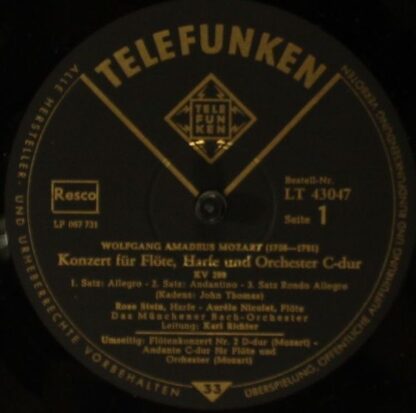 TELEFUNKEN
TELE
FUN
KEN
Resco
LP 067 721
Bestell-Nr.
LT 43047
Seite 1
WOLFGANG AMADEUS MOZART (1756—1791)
Konzert für Flöte, Harfe und Orchester C-dur
KV 299
1. Satz: Allegro - 2. Satz: Andantino - 3. Satz Rondo Allegro
(Kadenz: John Thomas)
Rose Stein, Harfe - Aurèle Nicolet, Flöte
Das Münchener Bach-Orchester
Leitung: Karl Richter
Umseitig: Flötenkonzert Nr. 2 D-dur (Mozart) -
Andante C-dur für Flöte und
Orchester (Mozart)
33
ALLE HERSTELLER- UND URHEBERRECHTE VORBEHALTEN
ÜBERSPIELUNG, ÖFFENTLICHE AUFFÜHRUNG UND RUNDFUNKSENDUNG VERBOTEN